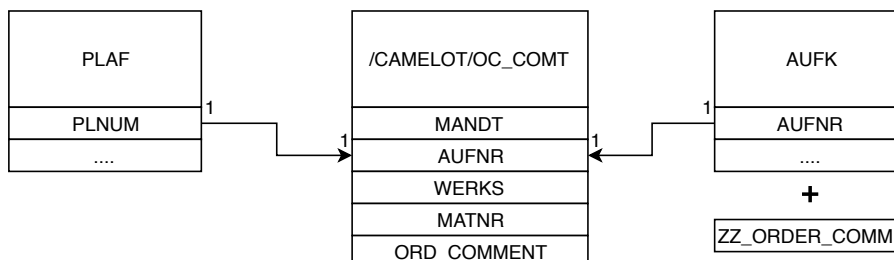 PLAF
PLNUM
....
1
/CAMELOT/OC_COMT
MANDT
AUFNR
WERKS
MATNR
ORD_COMMENT
1
1
AUFK
AUFNR
....
1
+
ZZ_ORDER_COMM